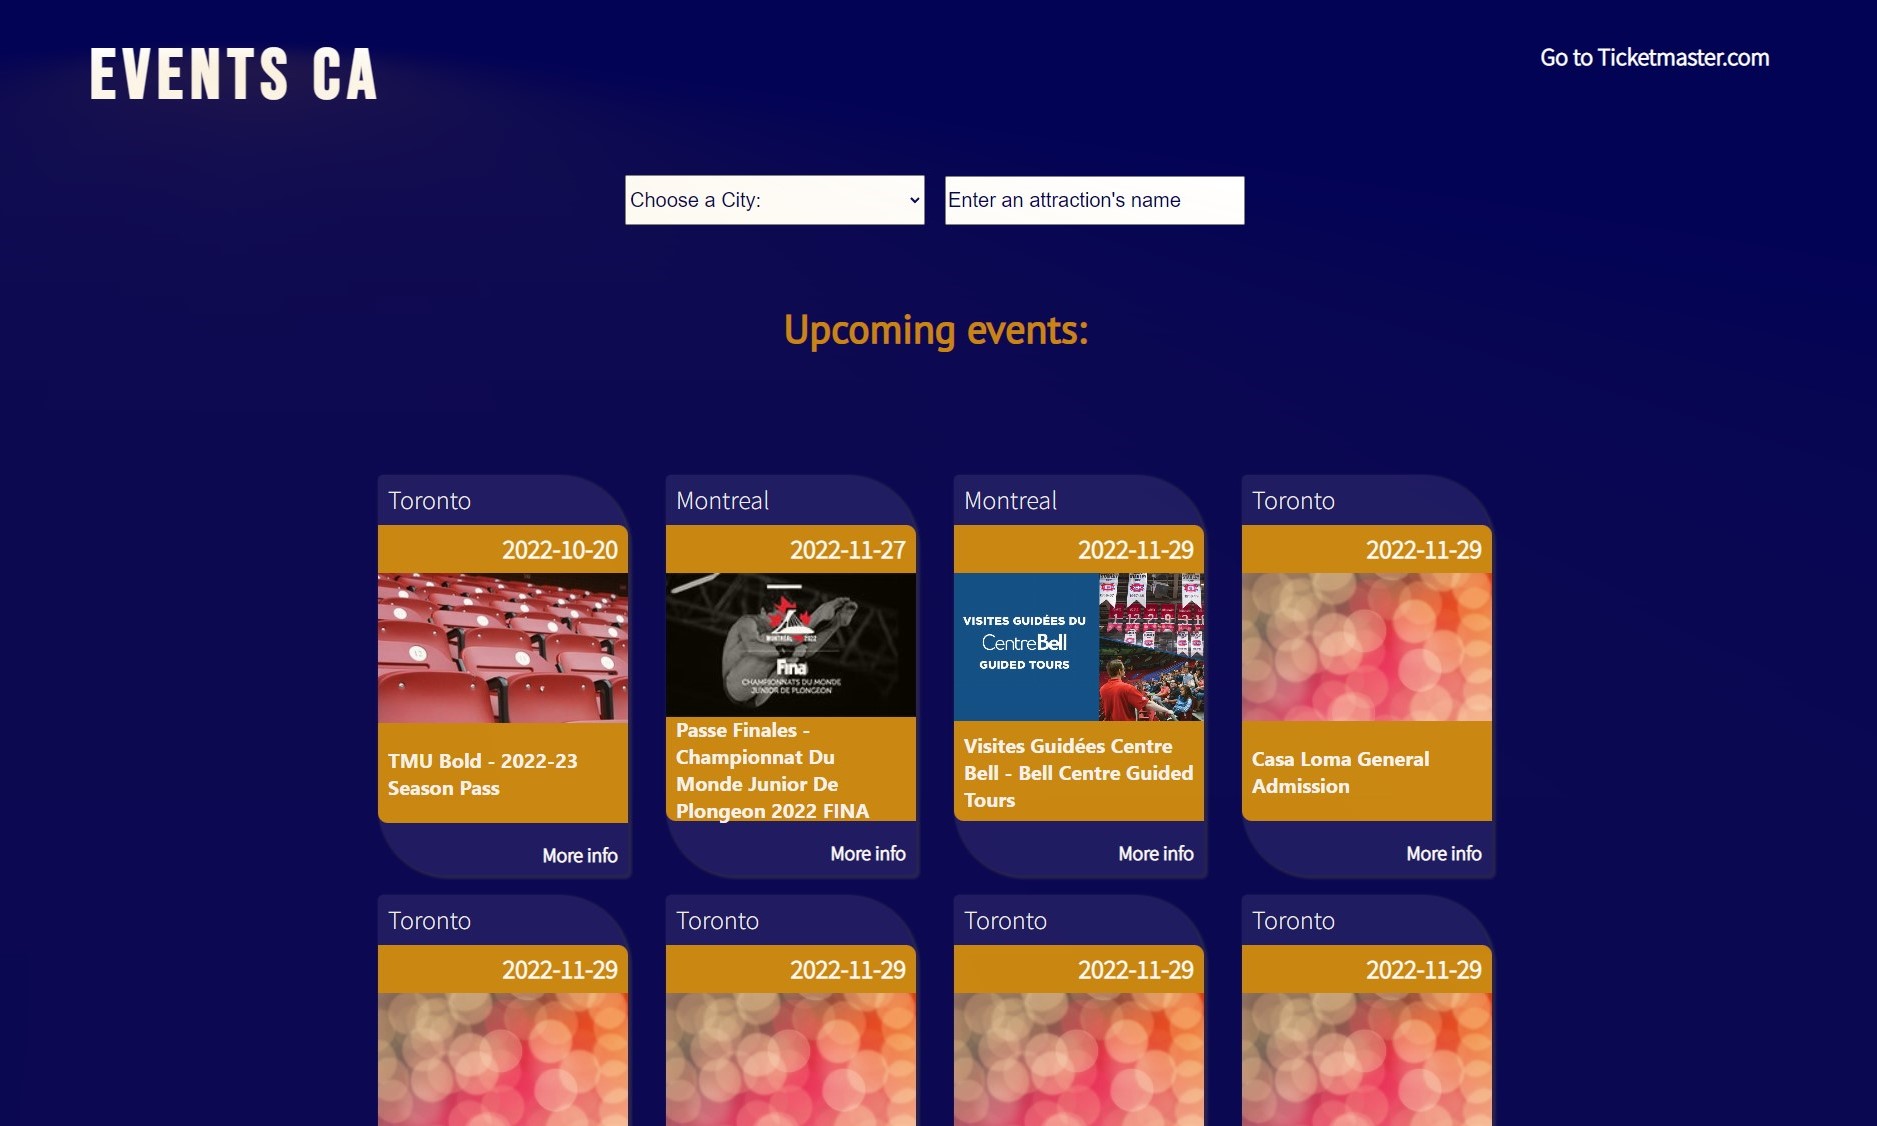 EVENTS CA
Go to Ticketmaster.com
Choose a City:
Enter an attraction's name
Upcoming events:
Toronto
2022-10-20
TMU Bold - 2022-23
Season Pass
More info
Montreal
2022-11-27
MONTRÉAL 2022
Fina
CHAMPIONNATS DU MONDE
JUNIOR DE PLONGEON
Passe Finales -
Championnat Du
Monde Junior De
Plongeon 2022 FINA
More info
Montreal
2022-11-29
VISITES GUIDÉES DU
CentreBell
GUIDED TOURS
Visites Guidées Centre
Bell - Bell Centre Guided
Tours
More info
Toronto
2022-11-29
Casa Loma General
Admission
More info
Toronto
2022-11-29
Toronto
2022-11-29
Toronto
2022-11-29
Toronto
2022-11-29